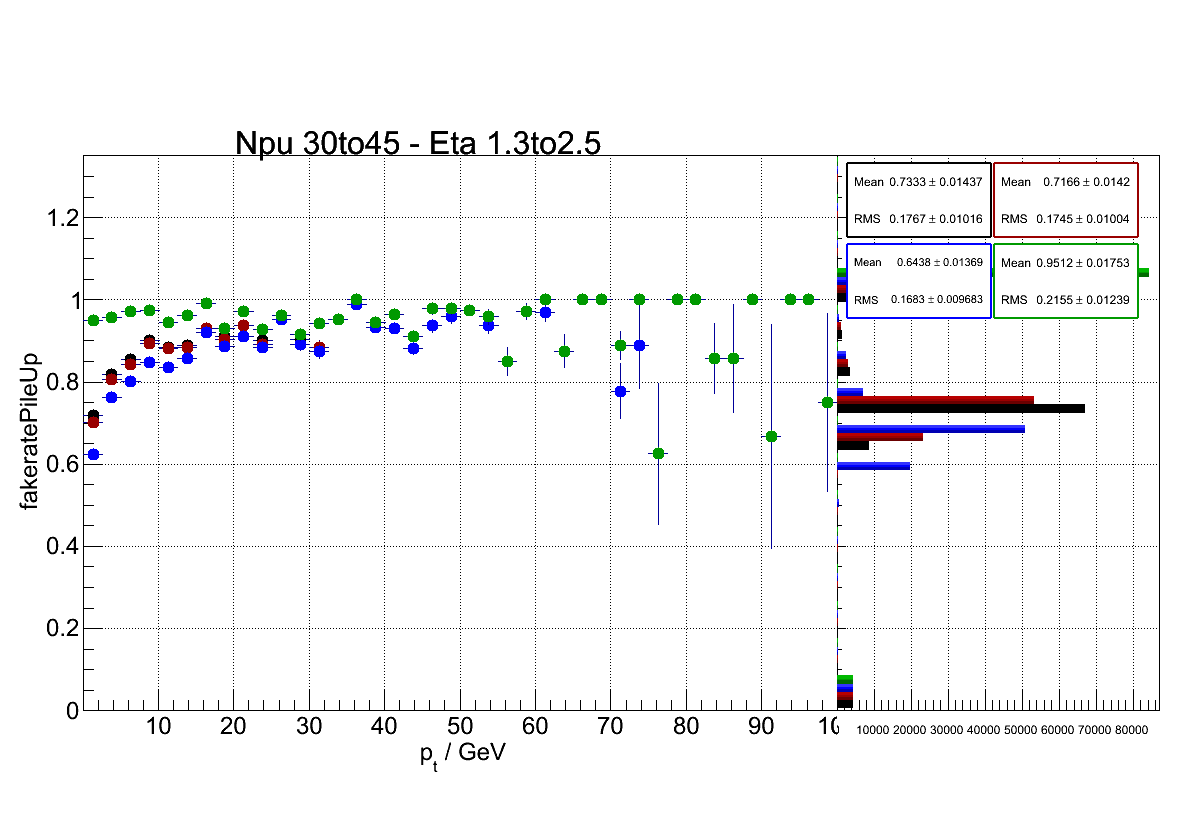 Npu 30to45 - Eta 1.3to2.5
fakeratePileUp
1.2
1
0.8
0.6
0.4
0.2
0
10 20 30 40 50 60 70 80 90 10
p_t / GeV
Mean 0.7333 ± 0.01437
RMS 0.1767 ± 0.01016
Mean 0.7166 ± 0.0142
RMS 0.1745 ± 0.01004
Mean 0.6438 ± 0.01369
RMS 0.1683 ± 0.009683
Mean 0.9512 ± 0.01753
RMS 0.2155 ± 0.01239
10000 20000 30000 40000 50000 60000 70000 80000